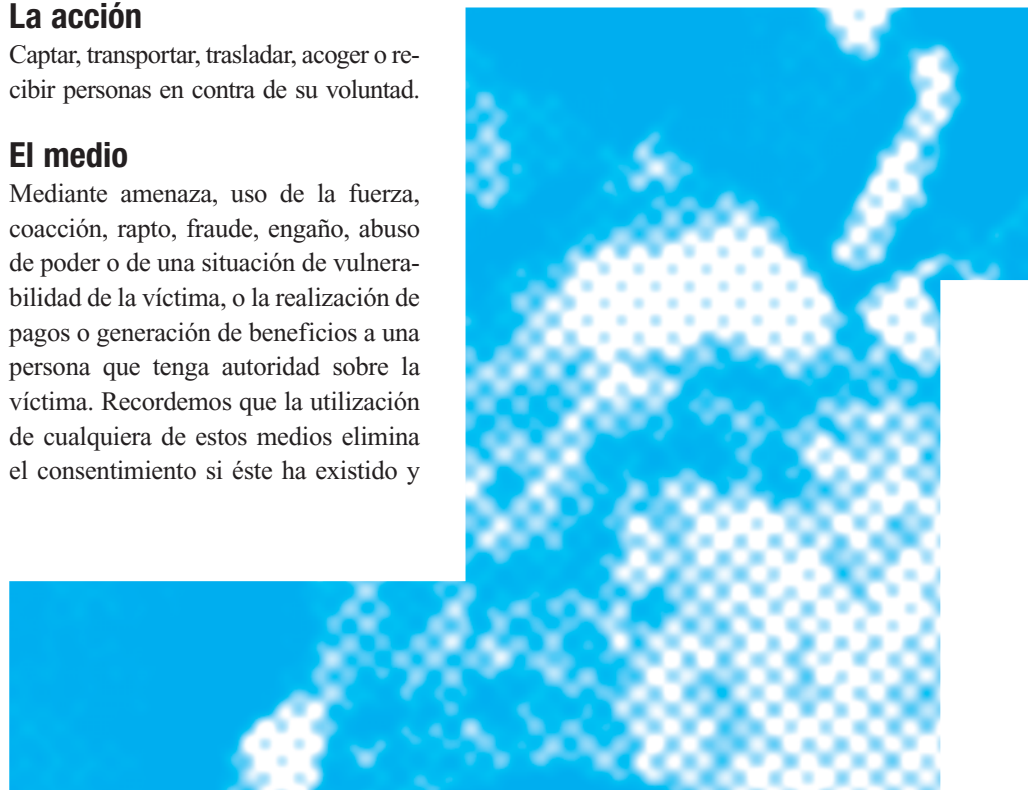 La acción
Captar, transportar, trasladar, acoger o re-
cibir personas en contra de su voluntad.
El medio
Mediante amenaza, uso de la fuerza,
coacción, rapto, fraude, engaño, abuso
de poder o de una situación de vulnera-
bilidad de la víctima, o la realización de
pagos o generación de beneficios a una
persona que tenga autoridad sobre la
víctima. Recordemos que la utilización
de cualquiera de estos medios elimina
el consentimiento si éste ha existido y